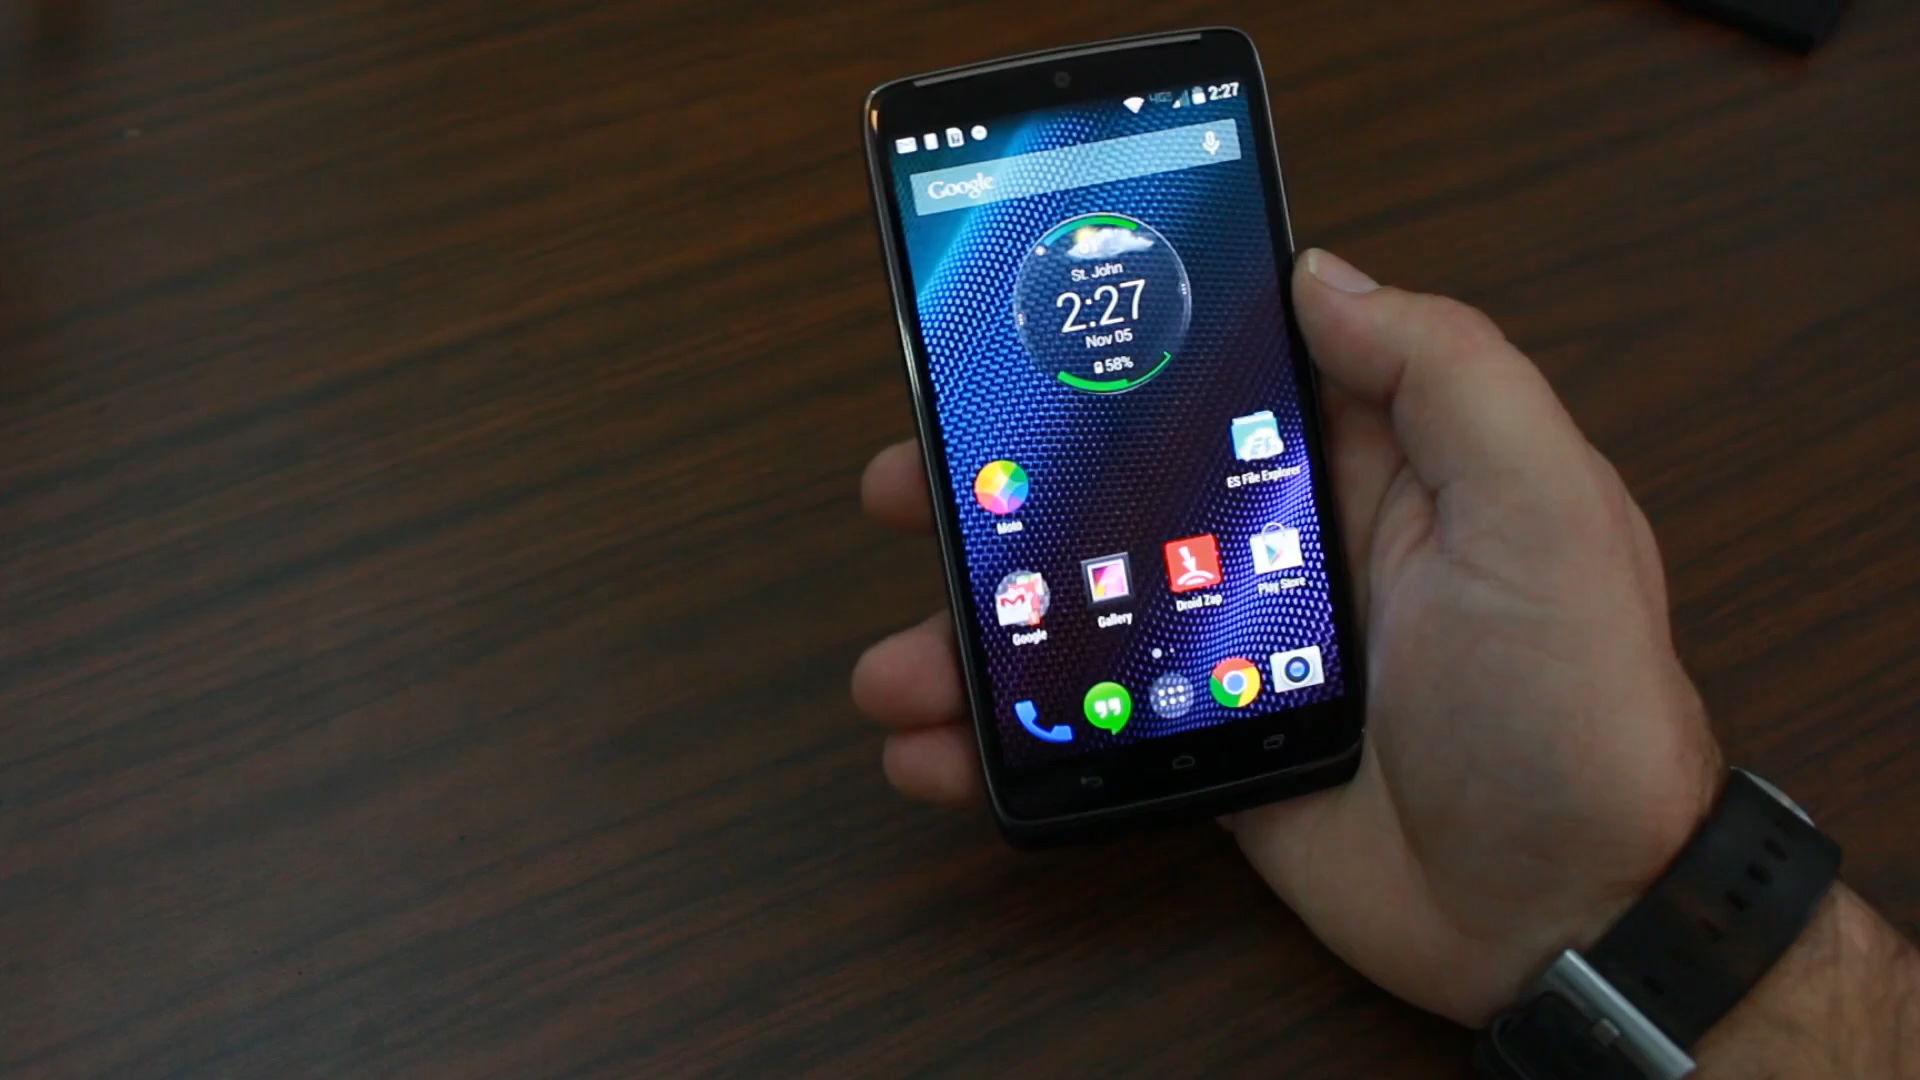 2:27
Google
St. John
2:27
Nov 05
58%
ES File Explorer
Moto
Google
Gallery
Droid Zap
Play Store